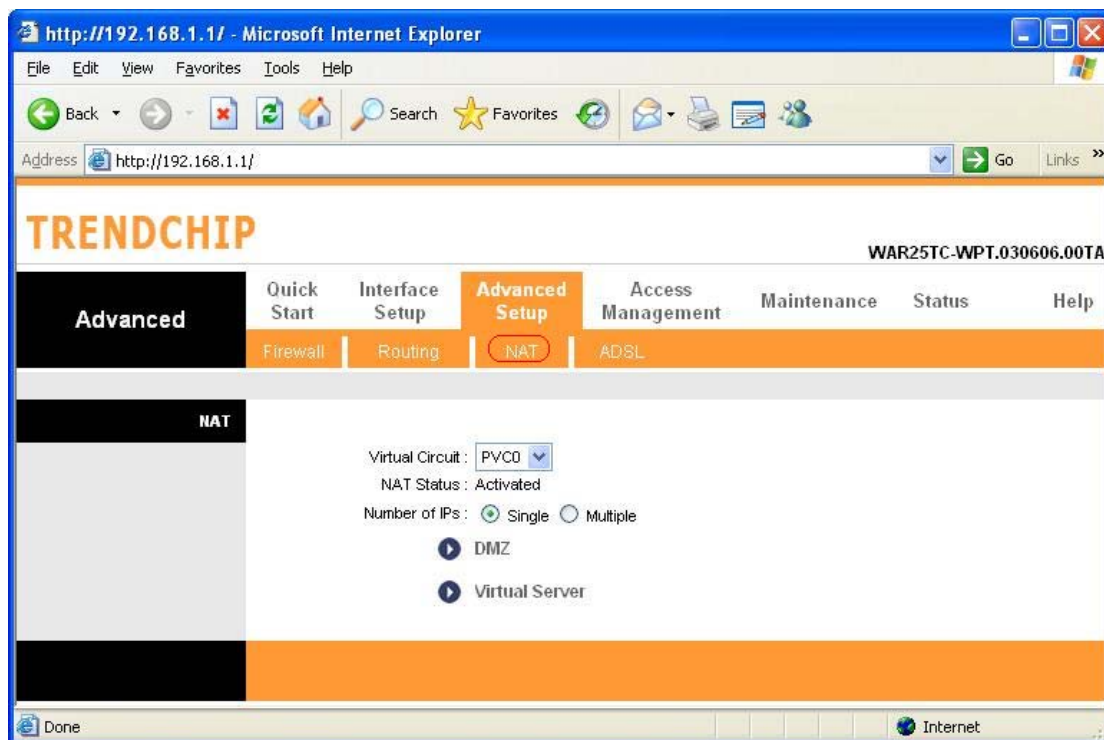 http://192.168.1.1/ - Microsoft Internet Explorer
File Edit View Favorites Tools Help
Back Search Favorites
Address http://192.168.1.1/ Go Links »
TRENDCHIP
WAR25TC-WPT.030606.00TA
Advanced
Quick Start
Interface Setup
Advanced Setup
Access Management
Maintenance
Status
Help
Firewall Routing NAT ADSL
NAT
Virtual Circuit : PVC0
NAT Status : Activated
Number of IPs : Single Multiple
DMZ
Virtual Server
Done Internet